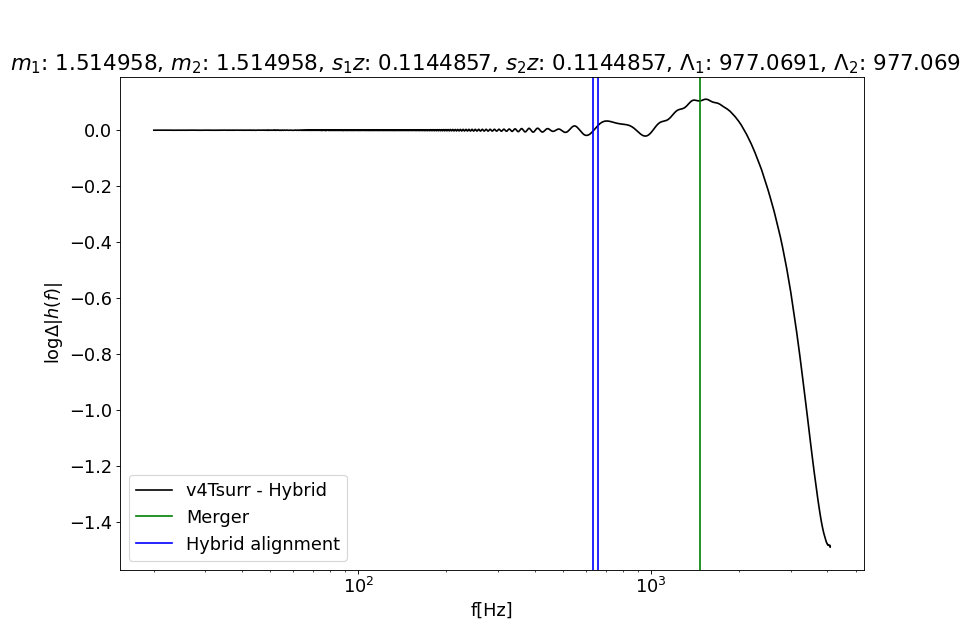 m₁: 1.514958, m₂: 1.514958, s₁z: 0.1144857, s₂z: 0.1144857, Λ₁: 977.0691, Λ₂: 977.069
0.0
−0.2
−0.4
−0.6
−0.8
−1.0
−1.2
−1.4
logΔ|h(f)|
v4Tsurr - Hybrid
Merger
Hybrid alignment
10²
10³
f[Hz]